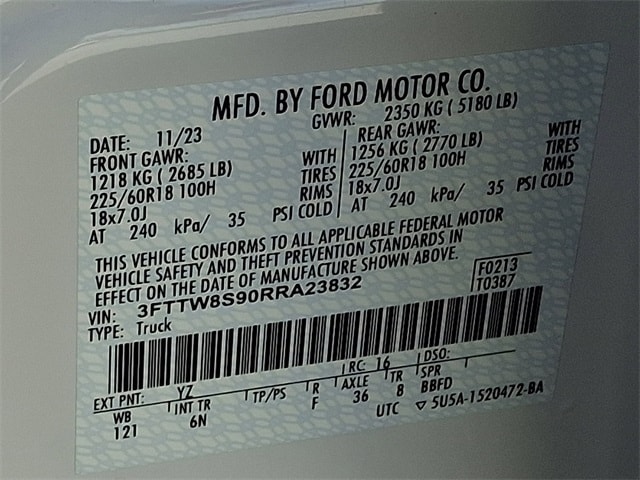 MFD. BY FORD MOTOR CO.
DATE: 11/23 GVWR: 2350 KG ( 5180 LB)
FRONT GAWR: REAR GAWR:
1218 KG ( 2685 LB) WITH 1256 KG ( 2770 LB) WITH
225/60R18 100H TIRES 225/60R18 100H TIRES
18x7.0J RIMS 18x7.0J RIMS
AT 240 kPa/ 35 PSI COLD AT 240 kPa/ 35 PSI COLD
THIS VEHICLE CONFORMS TO ALL APPLICABLE FEDERAL MOTOR
VEHICLE SAFETY AND THEFT PREVENTION STANDARDS IN
EFFECT ON THE DATE OF MANUFACTURE SHOWN ABOVE.
VIN: 3FTTW8S90RRA23832 F0213
TYPE: Truck T0387
EXT PNT: YZ RC: 16 DSO:
WB INT TR TP/PS R AXLE TR SPR
121 6N F 36 8 BBFD
UTC ▽ 5U5A-1520472-BA